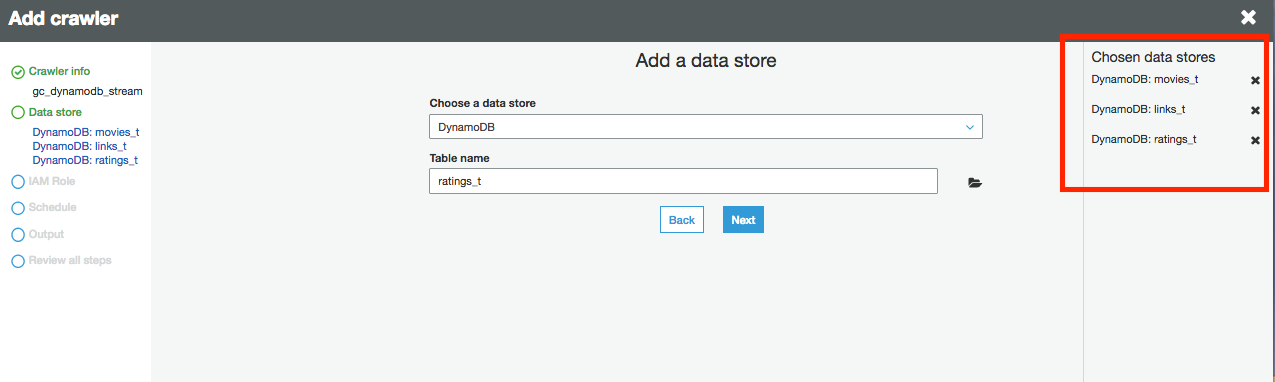 Add crawler
Crawler info
gc_dynamodb_stream
Data store
DynamoDB: movies_t
DynamoDB: links_t
DynamoDB: ratings_t
IAM Role
Schedule
Output
Review all steps
Add a data store
Choose a data store
DynamoDB
Table name
ratings_t
Back
Next
Chosen data stores
DynamoDB: movies_t
DynamoDB: links_t
DynamoDB: ratings_t